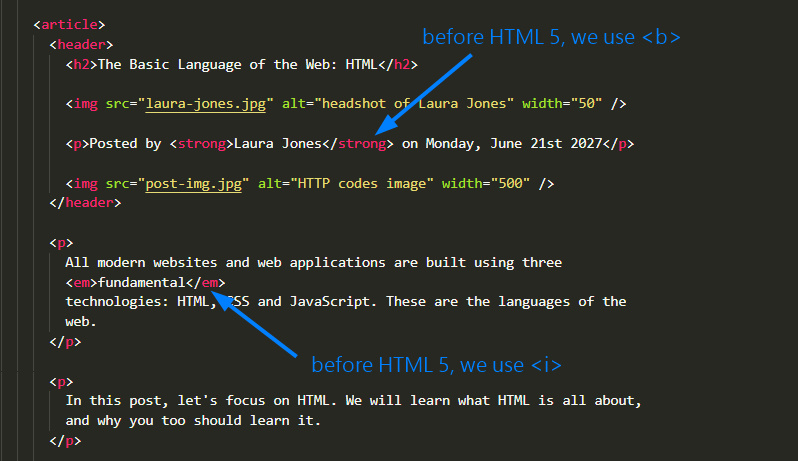 <article>
before HTML 5, we use <b>
<header>
<h2>The Basic Language of the Web: HTML</h2>
<img src="laura-jones.jpg" alt="headshot of Laura Jones" width="50" />
<p>Posted by <strong>Laura Jones</strong> on Monday, June 21st 2027</p>
<img src="post-img.jpg" alt="HTTP codes image" width="500" />
</header>
<p>
All modern websites and web applications are built using three
<em>fundamental</em>
technologies: HTML, CSS and JavaScript. These are the languages of the
web.
</p>
before HTML 5, we use <i>
<p>
In this post, let's focus on HTML. We will learn what HTML is all about,
and why you too should learn it.
</p>